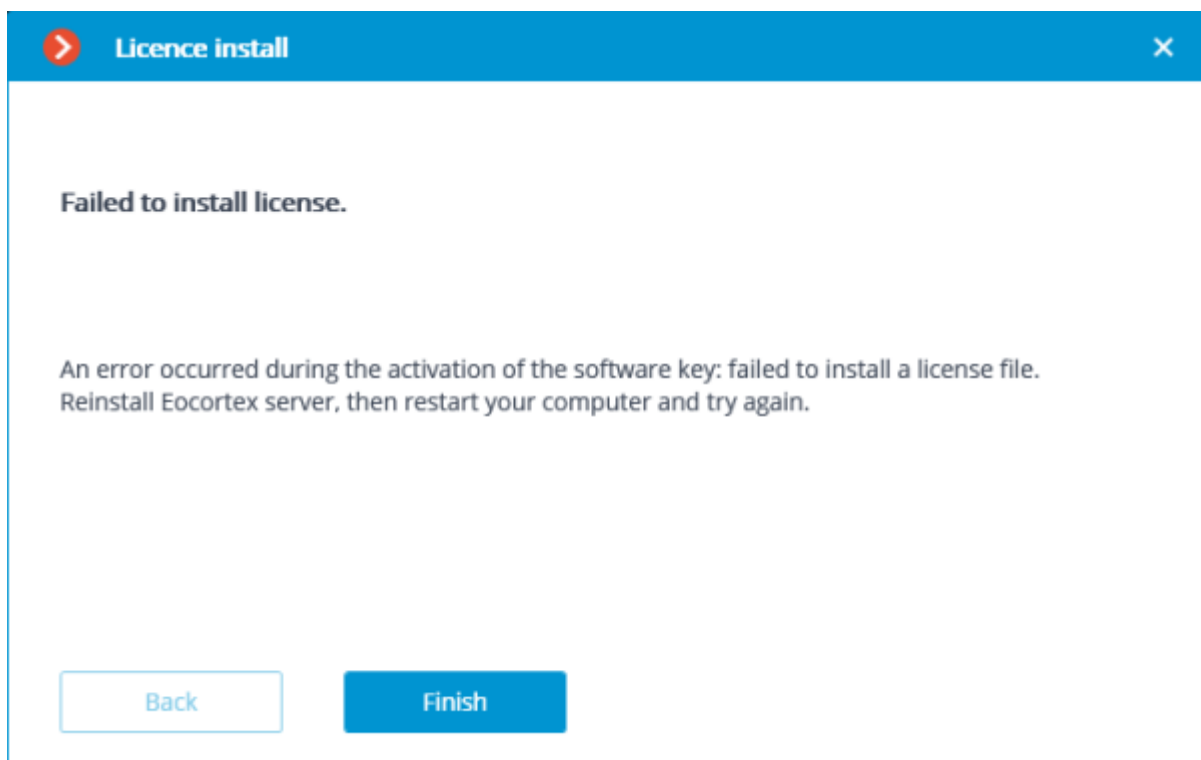 Licence install
Failed to install license.
An error occurred during the activation of the software key: failed to install a license file.
Reinstall Eocortex server, then restart your computer and try again.
Back
Finish